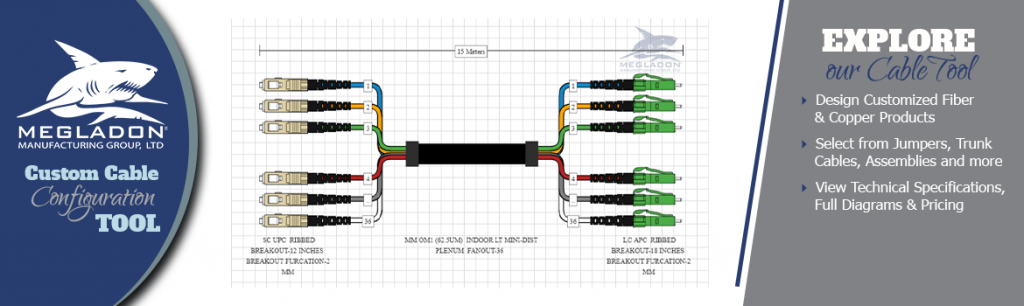 MEGLADON
MANUFACTURING GROUP, LTD
Custom Cable
Configuration
TOOL
15 Meters
MEGLADON
MANUFACTURING GROUP, LTD
1
2
3
4
36
1
2
3
4
36
SC UPC RIBBED
BREAKOUT-12 INCHES
BREAKOUT FURCATION-2
MM
MM OM1 (62.5UM) INDOOR LT MINI-DIST
PLENUM FANOUT-36
LC APC RIBBED
BREAKOUT-18 INCHES
BREAKOUT FURCATION-2
MM
EXPLORE
our Cable Tool
Design Customized Fiber
& Copper Products
Select from Jumpers, Trunk
Cables, Assemblies and more
View Technical Specifications,
Full Diagrams & Pricing